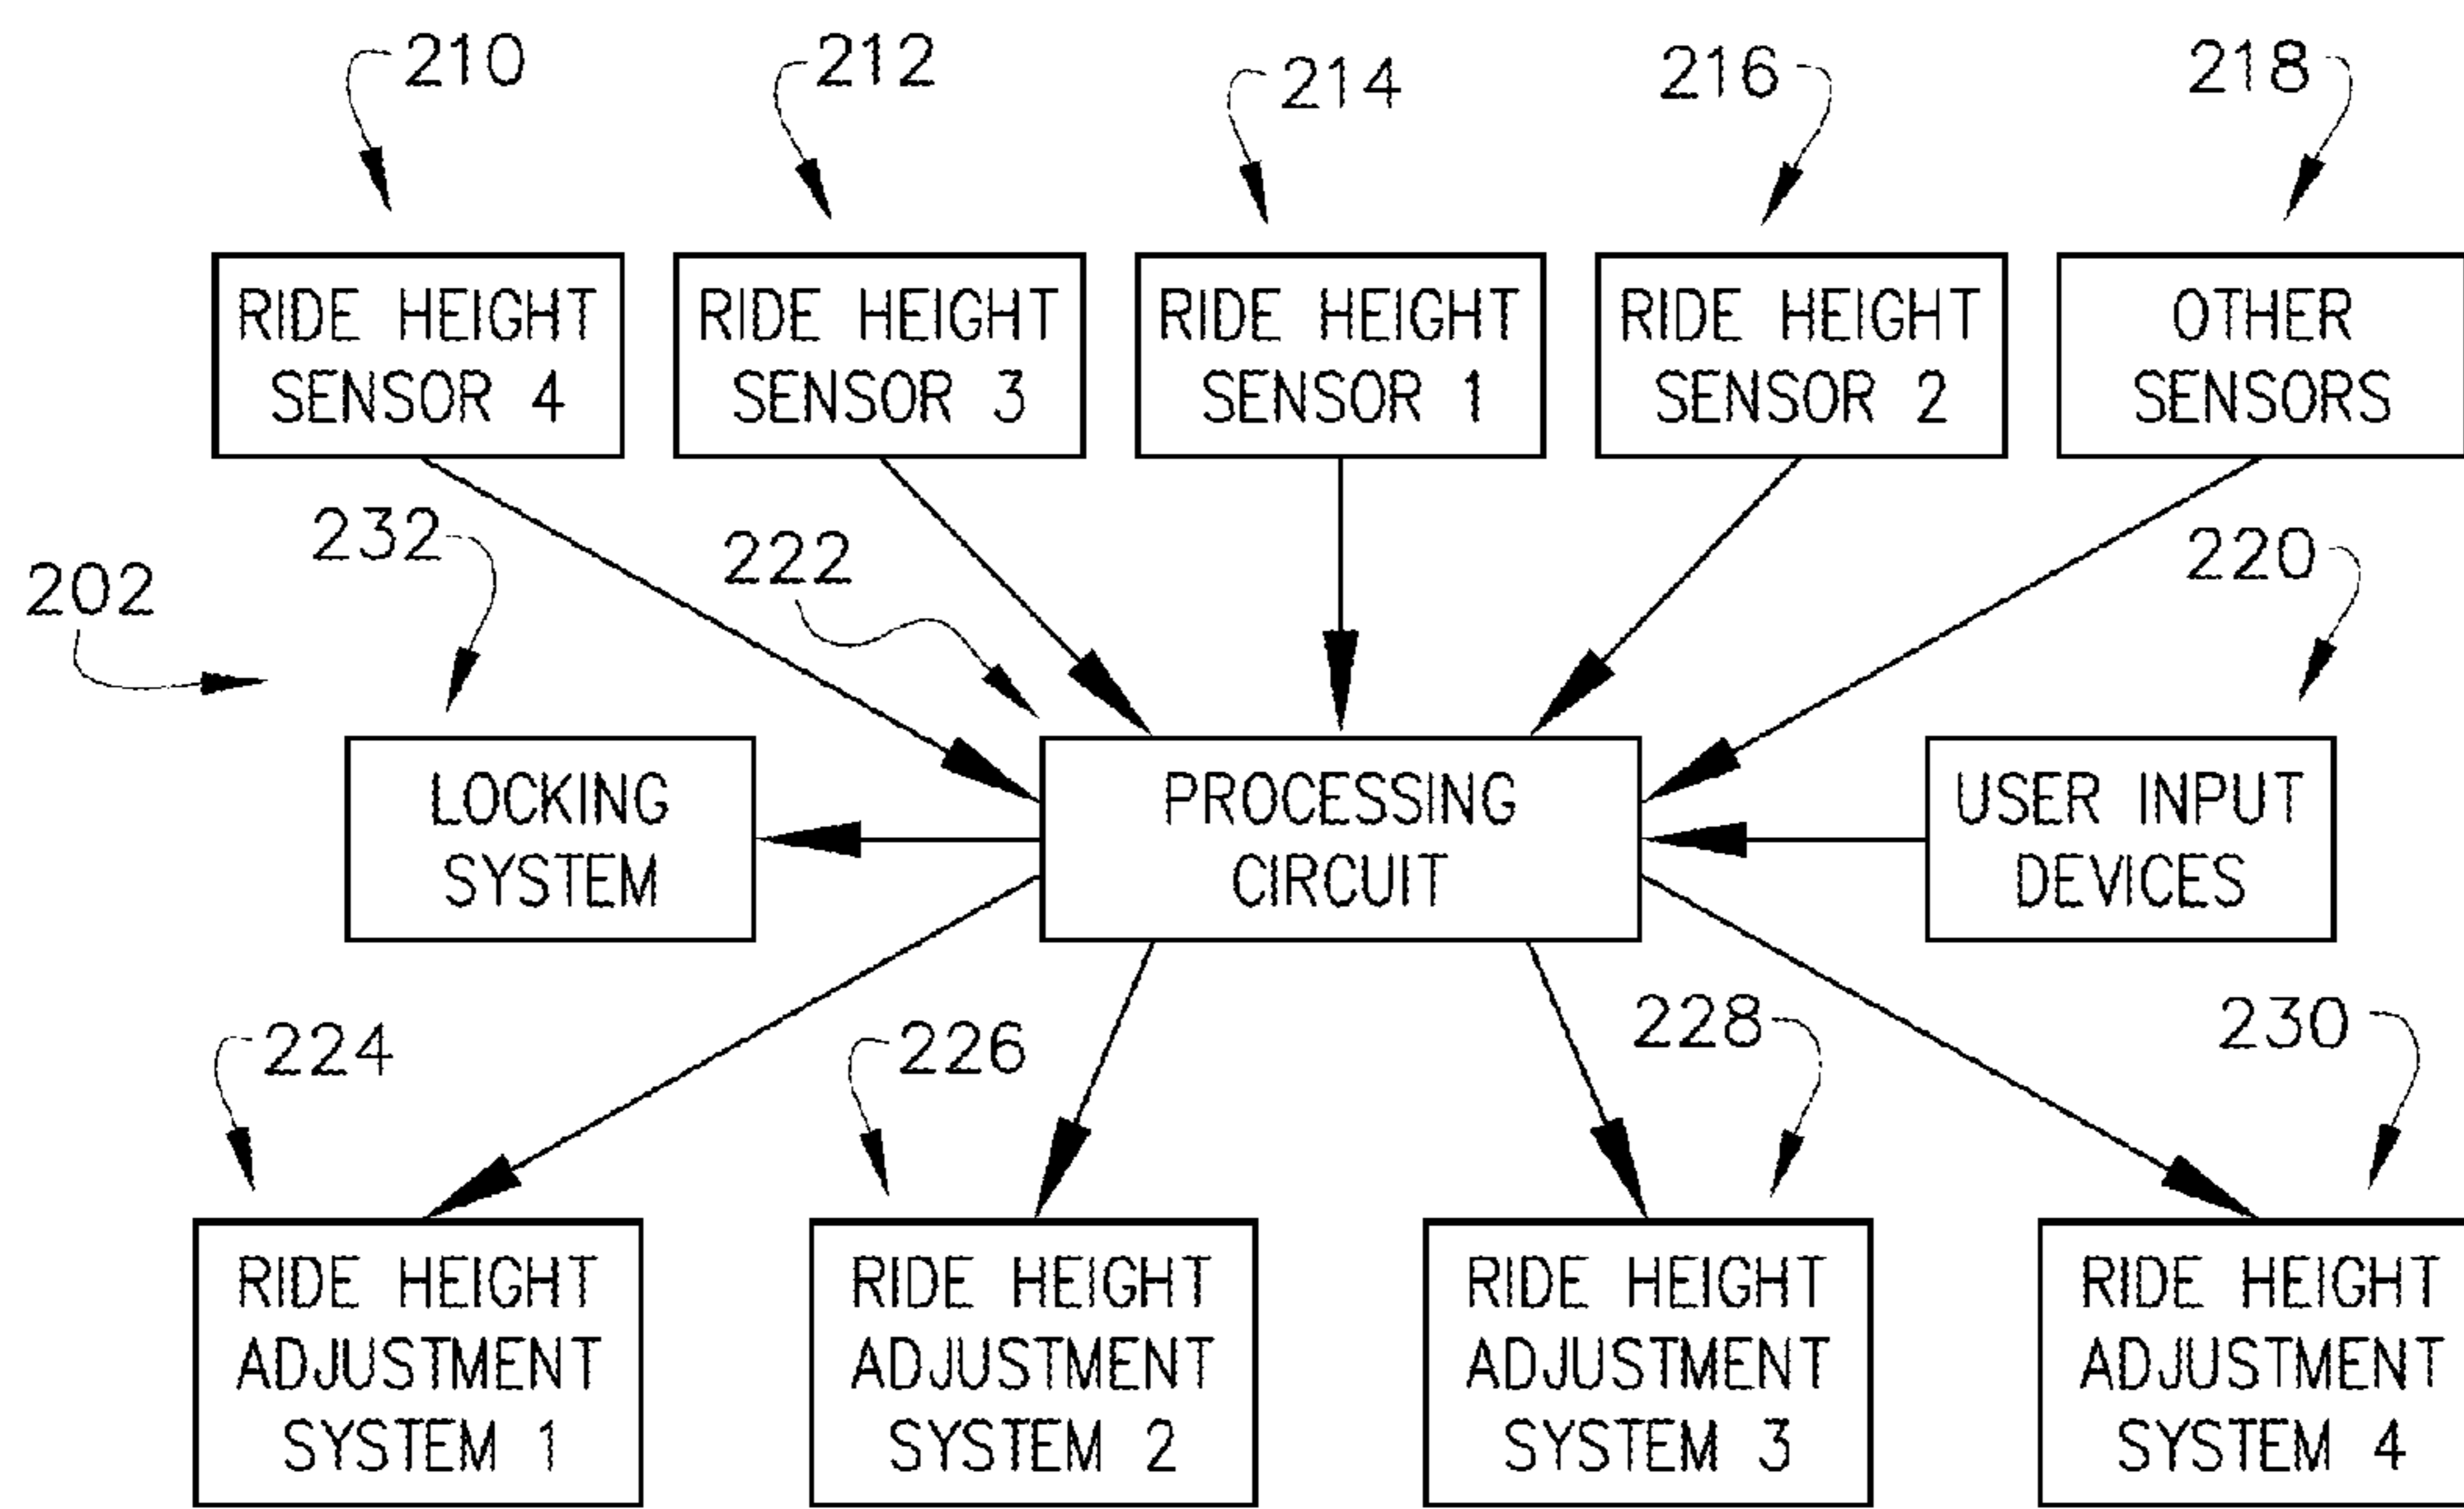 210
212
214
216
218
RIDE HEIGHT
SENSOR 4
RIDE HEIGHT
SENSOR 3
RIDE HEIGHT
SENSOR 1
RIDE HEIGHT
SENSOR 2
OTHER
SENSORS
202
232
222
220
LOCKING
SYSTEM
PROCESSING
CIRCUIT
USER INPUT
DEVICES
224
226
228
230
RIDE HEIGHT
ADJUSTMENT
SYSTEM 1
RIDE HEIGHT
ADJUSTMENT
SYSTEM 2
RIDE HEIGHT
ADJUSTMENT
SYSTEM 3
RIDE HEIGHT
ADJUSTMENT
SYSTEM 4